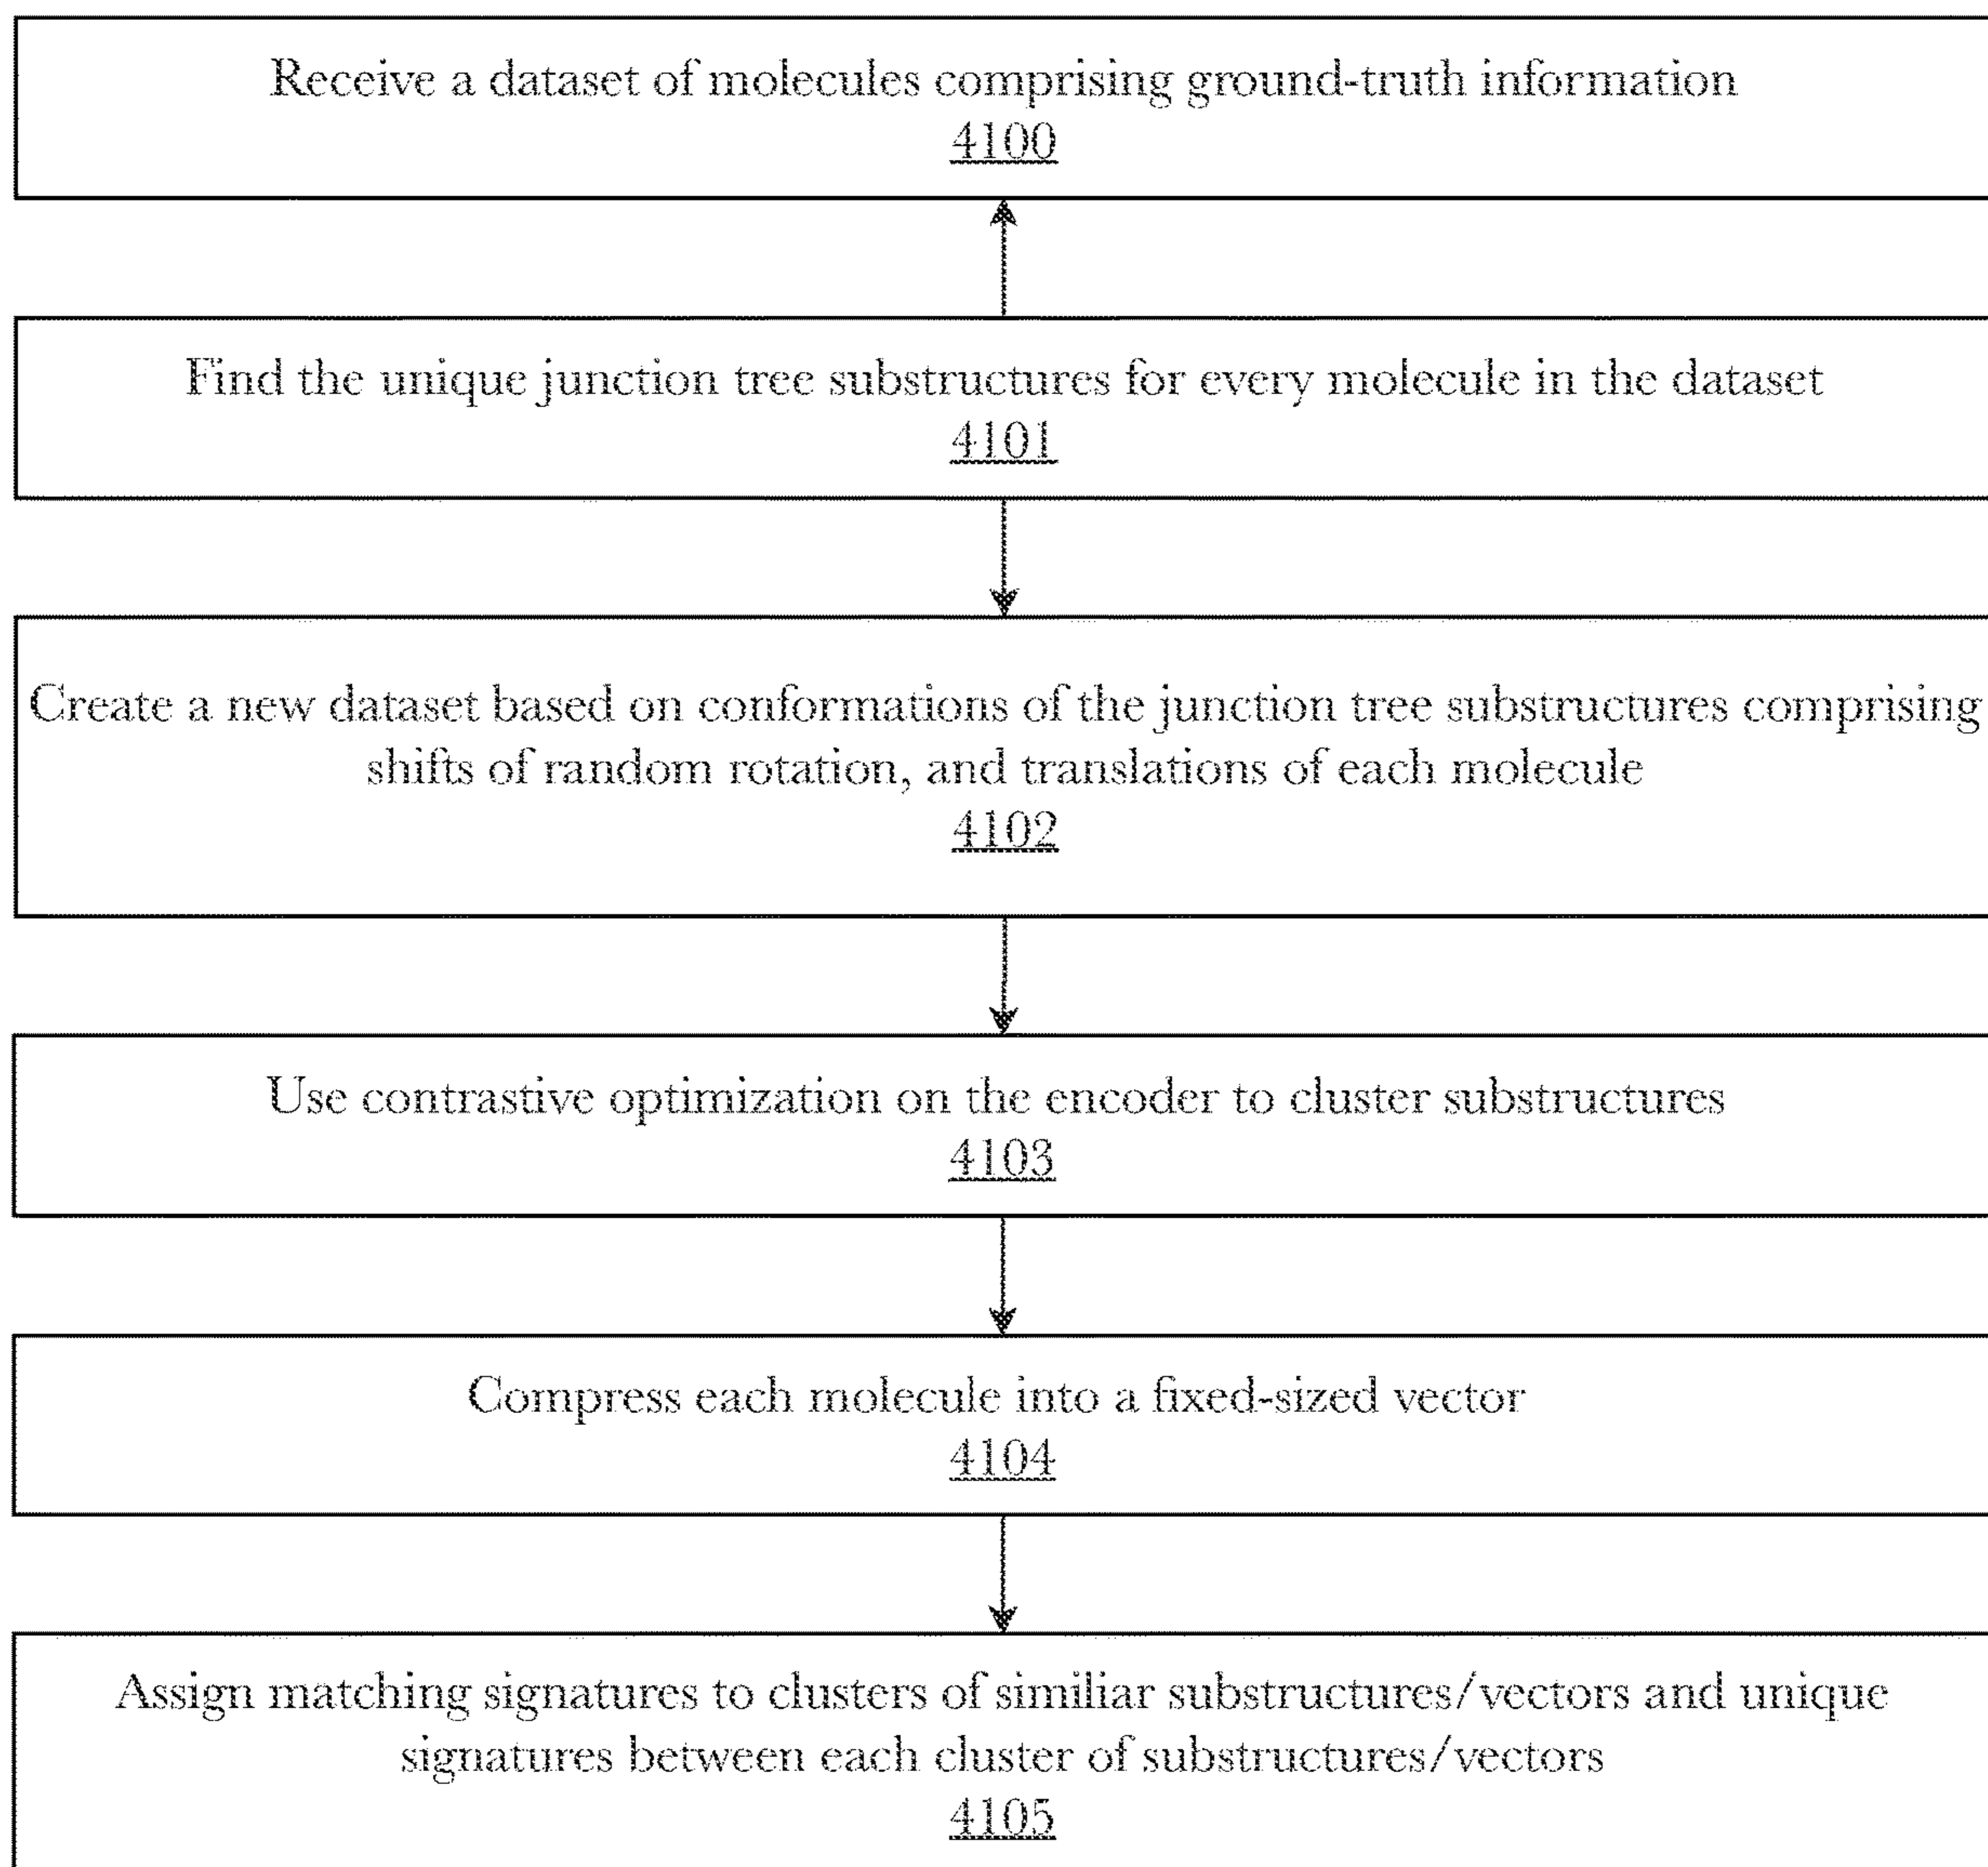 Receive a dataset of molecules comprising ground-truth information
4100
Find the unique junction tree substructures for every molecule in the dataset
4101
Create a new dataset based on conformations of the junction tree substructures comprising
shifts of random rotation, and translations of each molecule
4102
Use contrastive optimization on the encoder to cluster substructures
4103
Compress each molecule into a fixed-sized vector
4104
Assign matching signatures to clusters of similiar substructures/vectors and unique
signatures between each cluster of substructures/vectors
4105